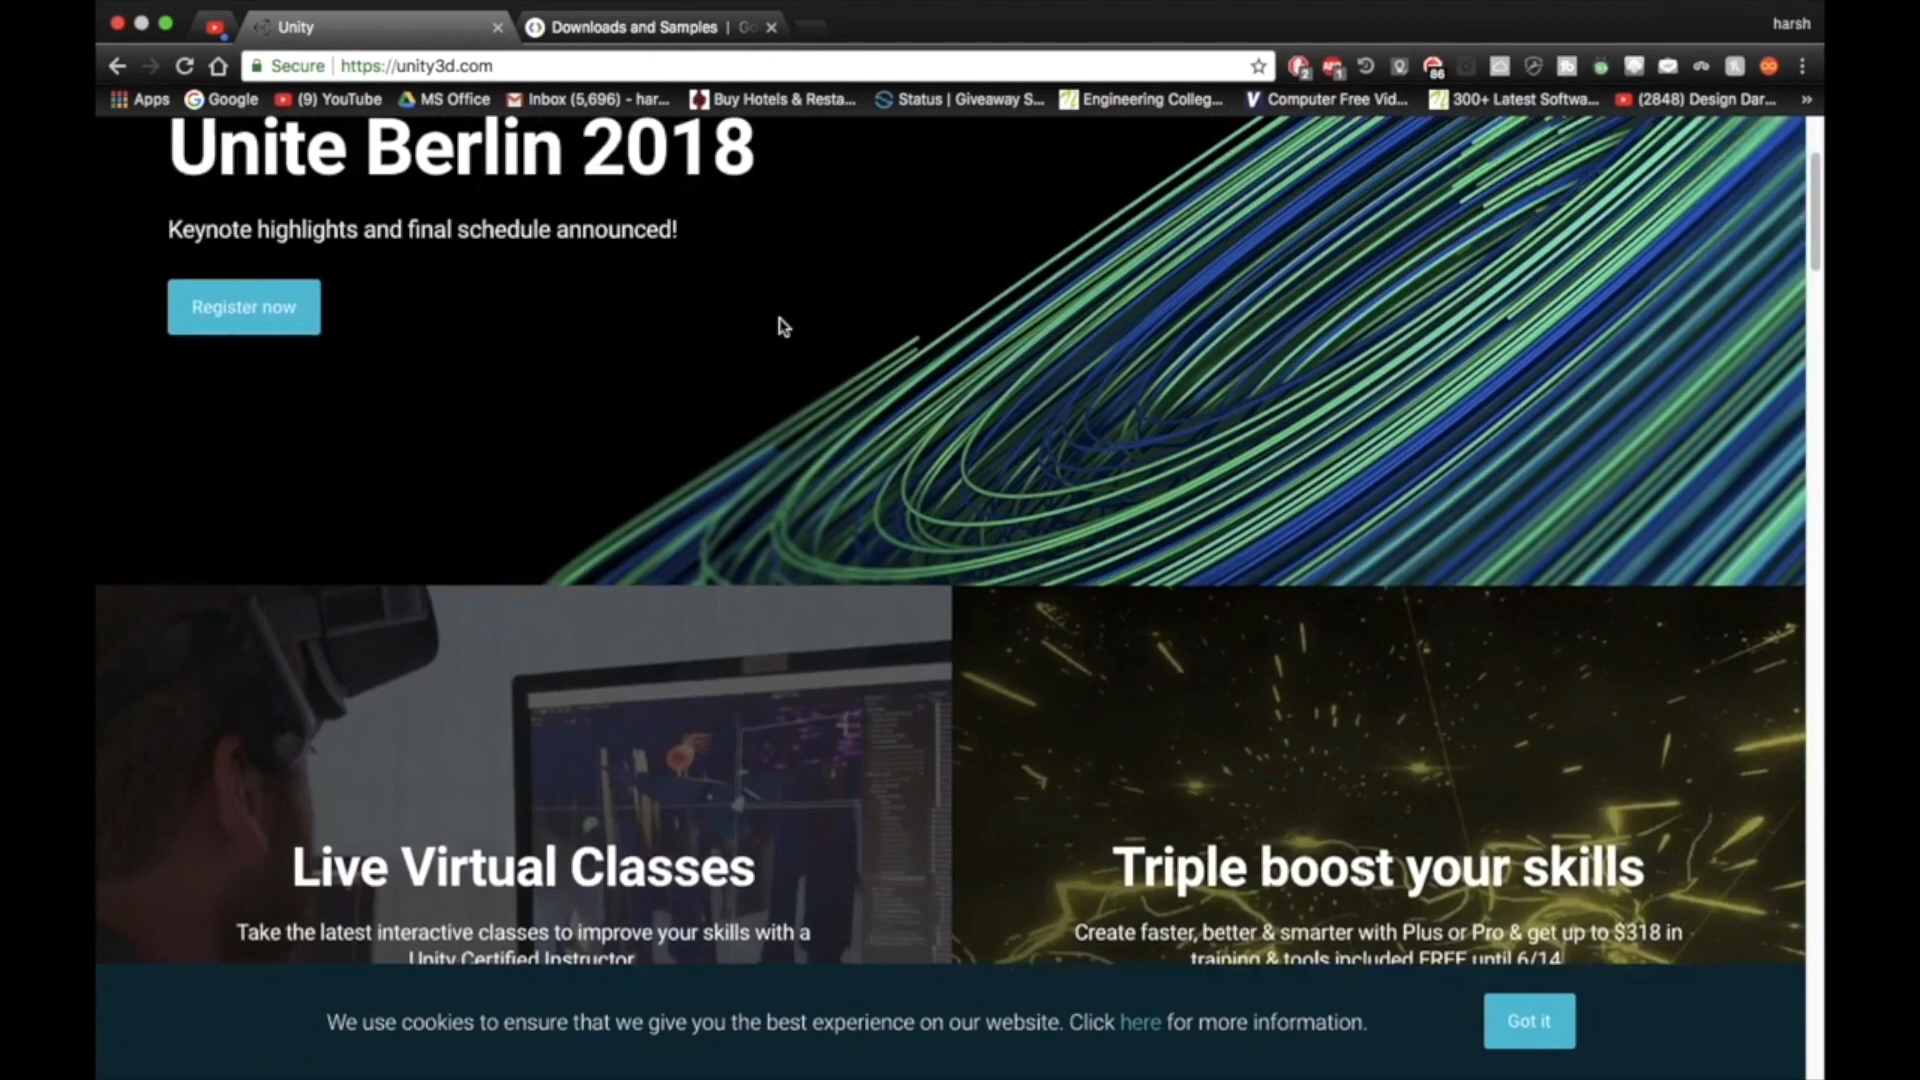 Unity
Downloads and Samples |
harsh
Secure
https://unity3d.com
2
1
86
Apps
Google
(9) YouTube
MS Office
Inbox (5,696) - har...
Buy Hotels & Resta...
Status | Giveaway S...
Engineering Colleg...
Computer Free Vid...
300+ Latest Softwa...
(2848) Design Dar...
»
Unite Berlin 2018
Keynote highlights and final schedule announced!
Register now
Live Virtual Classes
Take the latest interactive classes to improve your skills with a
Unity Certified Instructor
Triple boost your skills
Create faster, better & smarter with Plus or Pro & get up to $318 in
training & tools included FREE until 6/14
We use cookies to ensure that we give you the best experience on our website. Click here for more information.
Got it